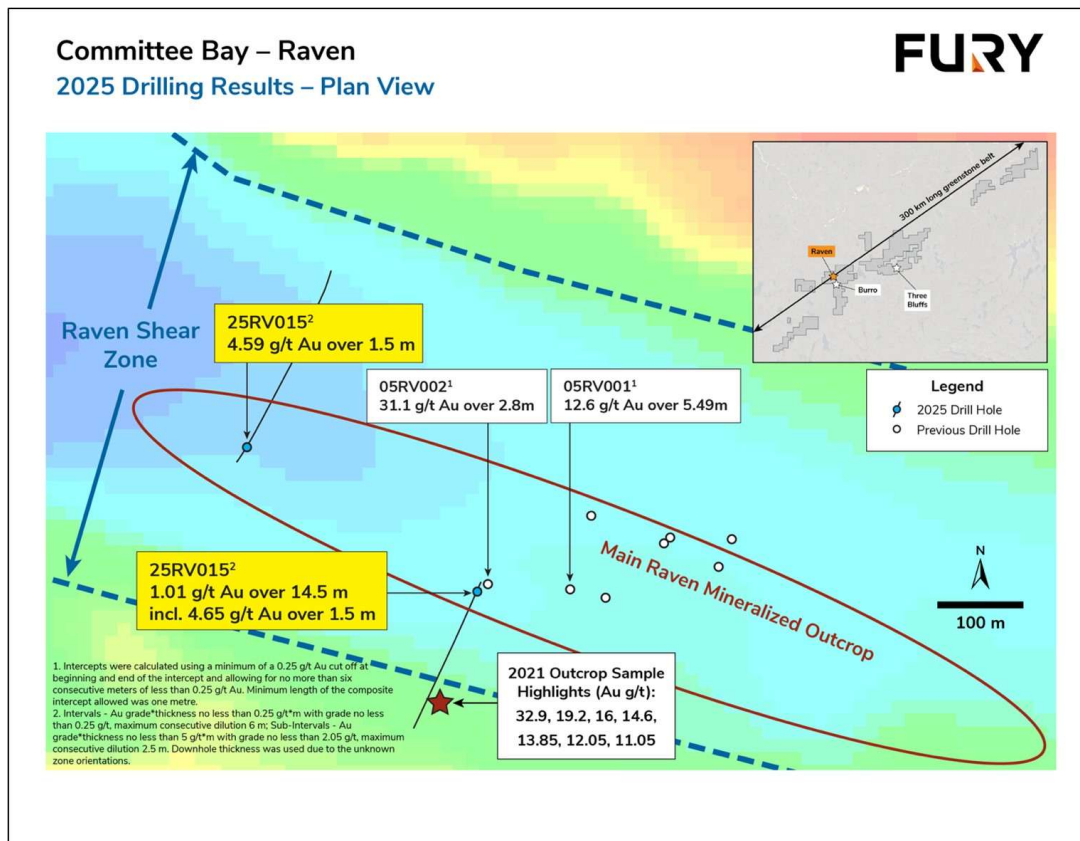 Committee Bay – Raven
2025 Drilling Results – Plan View
FURY
300 km long greenstone belt
Raven
Burro
Three
Bluffs
Raven Shear
Zone
25RV015²
4.59 g/t Au over 1.5 m
05RV002¹
31.1 g/t Au over 2.8m
05RV001¹
12.6 g/t Au over 5.49m
Legend
2025 Drill Hole
Previous Drill Hole
Main Raven Mineralized Outcrop
N
100 m
25RV015²
1.01 g/t Au over 14.5 m
incl. 4.65 g/t Au over 1.5 m
2021 Outcrop Sample
Highlights (Au g/t):
32.9, 19.2, 16, 14.6,
13.85, 12.05, 11.05
1. Intercepts were calculated using a minimum of a 0.25 g/t Au cut off at
beginning and end of the intercept and allowing for no more than six
consecutive meters of less than 0.25 g/t Au. Minimum length of the composite
intercept allowed was one metre.
2. Intervals - Au grade*thickness no less than 0.25 g/t*m with grade no less
than 0.25 g/t, maximum consecutive dilution 6 m; Sub-Intervals - Au
grade*thickness no less than 5 g/t*m with grade no less than 2.05 g/t, maximum
consecutive dilution 2.5 m. Downhole thickness was used due to the unknown
zone orientations.